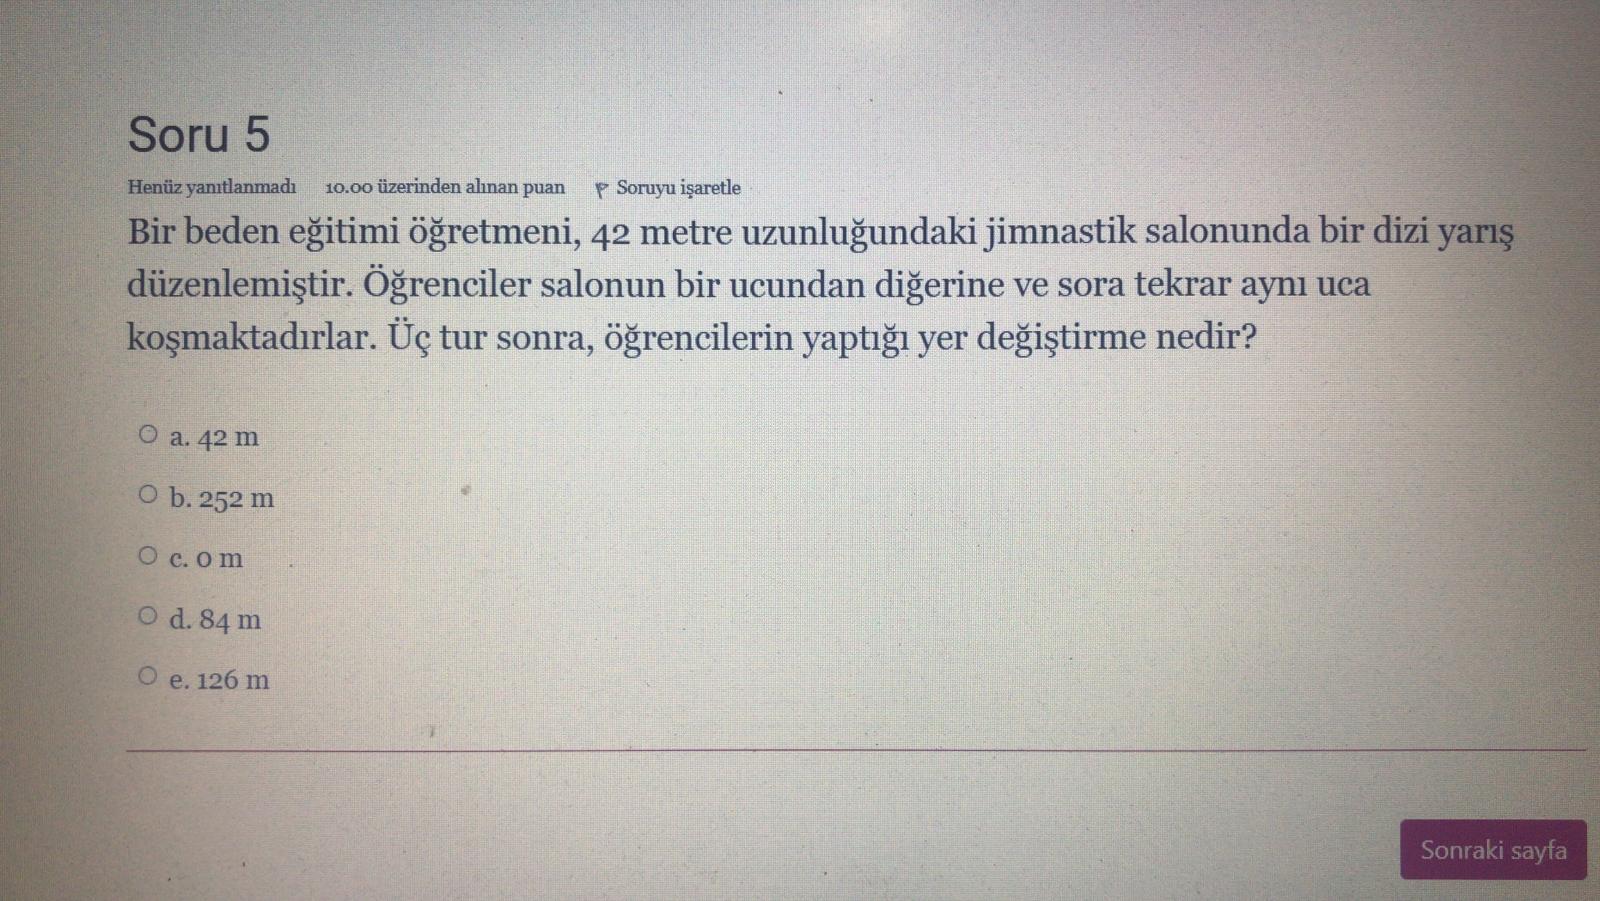 Soru 5
Henüz yanıtlanmadı 10.00 üzerinden alınan puan Soruyu işaretle
Bir beden eğitimi öğretmeni, 42 metre uzunluğundaki jimnastik salonunda bir dizi yarış
düzenlemiştir. Öğrenciler salonun bir ucundan diğerine ve sora tekrar aynı uca
koşmaktadırlar. Üç tur sonra, öğrencilerin yaptığı yer değiştirme nedir?
a. 42 m
b. 252 m
c. 0 m
d. 84 m
e. 126 m
Sonraki sayfa